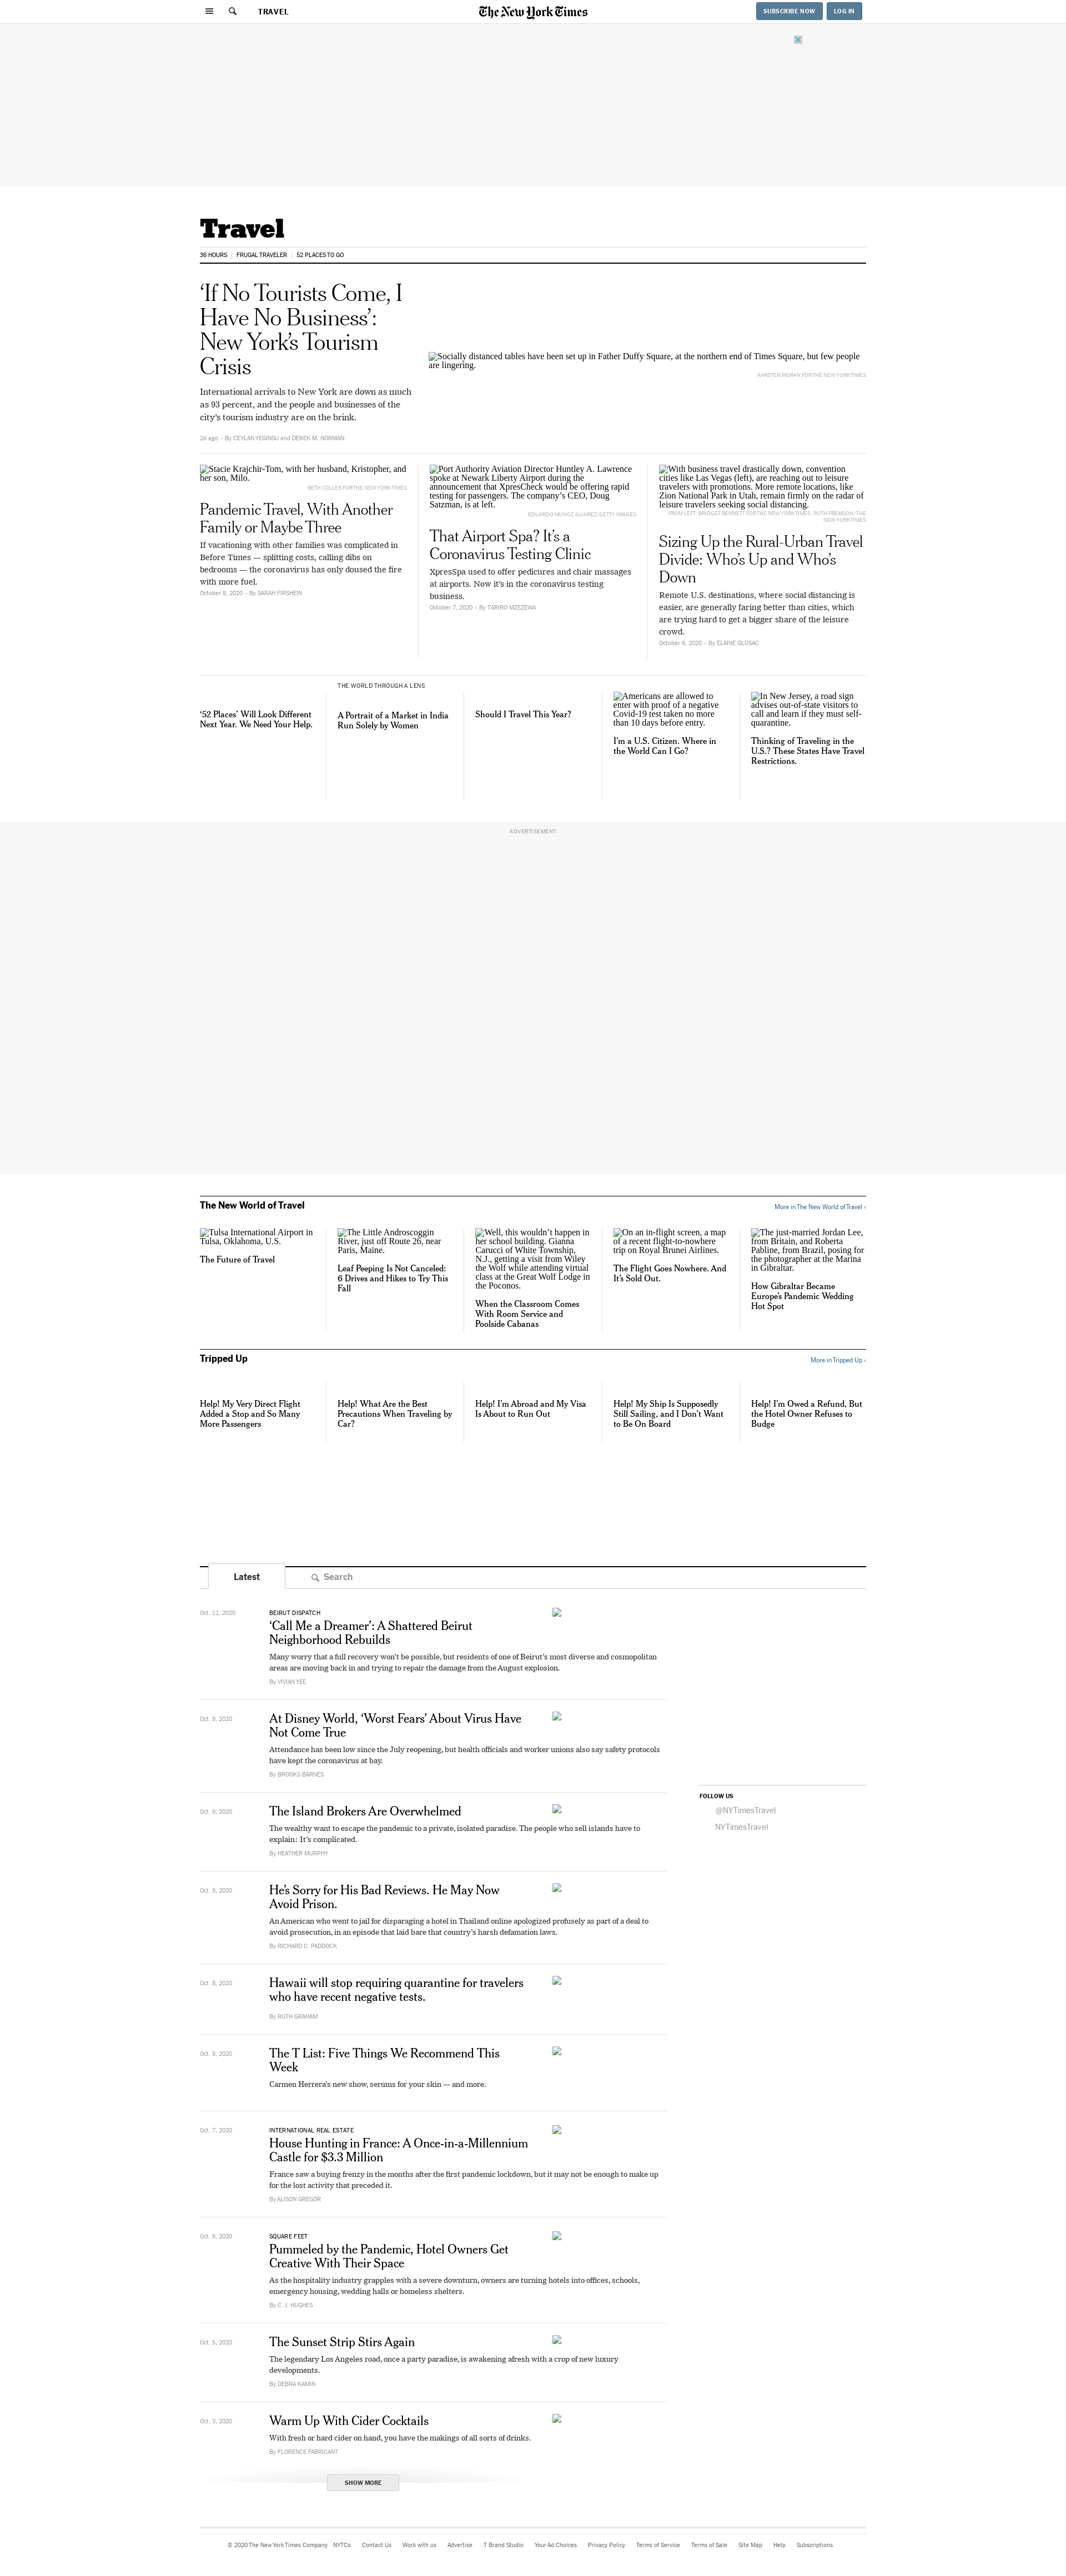 TRAVEL
The New York Times
SUBSCRIBE NOW
LOG IN
Travel
36 HOURS
FRUGAL TRAVELER
52 PLACES TO GO
‘If No Tourists Come, I
Have No Business’:
New York’s Tourism
Crisis
International arrivals to New York are down as much
as 93 percent, and the people and businesses of the
city’s tourism industry are on the brink.
2d ago - By CEYLAN YEGINSU and DEREK M. NORMAN
Socially distanced tables have been set up in Father Duffy Square, at the northern end of Times Square, but few people
are lingering.
KARSTEN MORAN FOR THE NEW YORK TIMES
Stacie Krajchir-Tom, with her husband, Kristopher, and
her son, Milo.
BETH COLLER FOR THE NEW YORK TIMES
Pandemic Travel, With Another
Family or Maybe Three
If vacationing with other families was complicated in
Before Times — splitting costs, calling dibs on
bedrooms — the coronavirus has only doused the fire
with more fuel.
October 8, 2020 - By SARAH FIRSHEIN
Port Authority Aviation Director Huntley A. Lawrence
spoke at Newark Liberty Airport during the
announcement that XpresCheck would be offering rapid
testing for passengers. The company’s CEO, Doug
Satzman, is at left.
EDUARDO MUNOZ ALVAREZ/GETTY IMAGES
That Airport Spa? It’s a
Coronavirus Testing Clinic
XpresSpa used to offer pedicures and chair massages
at airports. Now it’s in the coronavirus testing
business.
October 7, 2020 - By TARIRO MZEZEWA
With business travel drastically down, convention
cities like Las Vegas (left), are reaching out to leisure
travelers with promotions. More remote locations, like
Zion National Park in Utah, remain firmly on the radar of
leisure travelers seeking social distancing.
FROM LEFT: BRIDGET BENNETT FOR THE NEW YORK TIMES; RUTH FREMSON/THE
NEW YORK TIMES
Sizing Up the Rural-Urban Travel
Divide: Who’s Up and Who’s
Down
Remote U.S. destinations, where social distancing is
easier, are generally faring better than cities, which
are trying hard to get a bigger share of the leisure
crowd.
October 6, 2020 - By ELAINE GLUSAC
‘52 Places’ Will Look Different
Next Year. We Need Your Help.
THE WORLD THROUGH A LENS
A Portrait of a Market in India
Run Solely by Women
Should I Travel This Year?
Americans are allowed to
enter with proof of a negative
Covid-19 test taken no more
than 10 days before entry.
I’m a U.S. Citizen. Where in
the World Can I Go?
In New Jersey, a road sign
advises out-of-state visitors to
call and learn if they must self-
quarantine.
Thinking of Traveling in the
U.S.? These States Have Travel
Restrictions.
ADVERTISEMENT
The New World of Travel
More in The New World of Travel ›
Tulsa International Airport in
Tulsa, Oklahoma, U.S.
The Future of Travel
The Little Androscoggin
River, just off Route 26, near
Paris, Maine.
Leaf Peeping Is Not Canceled:
6 Drives and Hikes to Try This
Fall
Well, this wouldn’t happen in
her school building. Gianna
Carucci of White Township,
N.J., getting a visit from Wiley
the Wolf while attending virtual
class at the Great Wolf Lodge in
the Poconos.
When the Classroom Comes
With Room Service and
Poolside Cabanas
On an in-flight screen, a map
of a recent flight-to-nowhere
trip on Royal Brunei Airlines.
The Flight Goes Nowhere. And
It’s Sold Out.
The just-married Jordan Lee,
from Britain, and Roberta
Pabline, from Brazil, posing for
the photographer at the Marina
in Gibraltar.
How Gibraltar Became
Europe’s Pandemic Wedding
Hot Spot
Tripped Up
More in Tripped Up ›
Help! My Very Direct Flight
Added a Stop and So Many
More Passengers
Help! What Are the Best
Precautions When Traveling by
Car?
Help! I’m Abroad and My Visa
Is About to Run Out
Help! My Ship Is Supposedly
Still Sailing, and I Don’t Want
to Be On Board
Help! I’m Owed a Refund, But
the Hotel Owner Refuses to
Budge
Latest
Search
Oct. 11, 2020
BEIRUT DISPATCH
‘Call Me a Dreamer’: A Shattered Beirut
Neighborhood Rebuilds
Many worry that a full recovery won’t be possible, but residents of one of Beirut’s most diverse and cosmopolitan
areas are moving back in and trying to repair the damage from the August explosion.
By VIVIAN YEE
Oct. 9, 2020
At Disney World, ‘Worst Fears’ About Virus Have
Not Come True
Attendance has been low since the July reopening, but health officials and worker unions also say safety protocols
have kept the coronavirus at bay.
By BROOKS BARNES
Oct. 9, 2020
The Island Brokers Are Overwhelmed
The wealthy want to escape the pandemic to a private, isolated paradise. The people who sell islands have to
explain: It’s complicated.
By HEATHER MURPHY
FOLLOW US
@NYTimesTravel
NYTimesTravel
Oct. 9, 2020
He’s Sorry for His Bad Reviews. He May Now
Avoid Prison.
An American who went to jail for disparaging a hotel in Thailand online apologized profusely as part of a deal to
avoid prosecution, in an episode that laid bare that country’s harsh defamation laws.
By RICHARD C. PADDOCK
Oct. 8, 2020
Hawaii will stop requiring quarantine for travelers
who have recent negative tests.
By RUTH GRAHAM
Oct. 8, 2020
The T List: Five Things We Recommend This
Week
Carmen Herrera’s new show, serums for your skin — and more.
Oct. 7, 2020
INTERNATIONAL REAL ESTATE
House Hunting in France: A Once-in-a-Millennium
Castle for $3.3 Million
France saw a buying frenzy in the months after the first pandemic lockdown, but it may not be enough to make up
for the lost activity that preceded it.
By ALISON GREGOR
Oct. 6, 2020
SQUARE FEET
Pummeled by the Pandemic, Hotel Owners Get
Creative With Their Space
As the hospitality industry grapples with a severe downturn, owners are turning hotels into offices, schools,
emergency housing, wedding halls or homeless shelters.
By C. J. HUGHES
Oct. 5, 2020
The Sunset Strip Stirs Again
The legendary Los Angeles road, once a party paradise, is awakening afresh with a crop of new luxury
developments.
By DEBRA KAMIN
Oct. 3, 2020
Warm Up With Cider Cocktails
With fresh or hard cider on hand, you have the makings of all sorts of drinks.
By FLORENCE FABRICANT
SHOW MORE
© 2020 The New York Times Company NYTCo Contact Us Work with us Advertise T Brand Studio Your Ad Choices Privacy Policy Terms of Service Terms of Sale Site Map Help Subscriptions